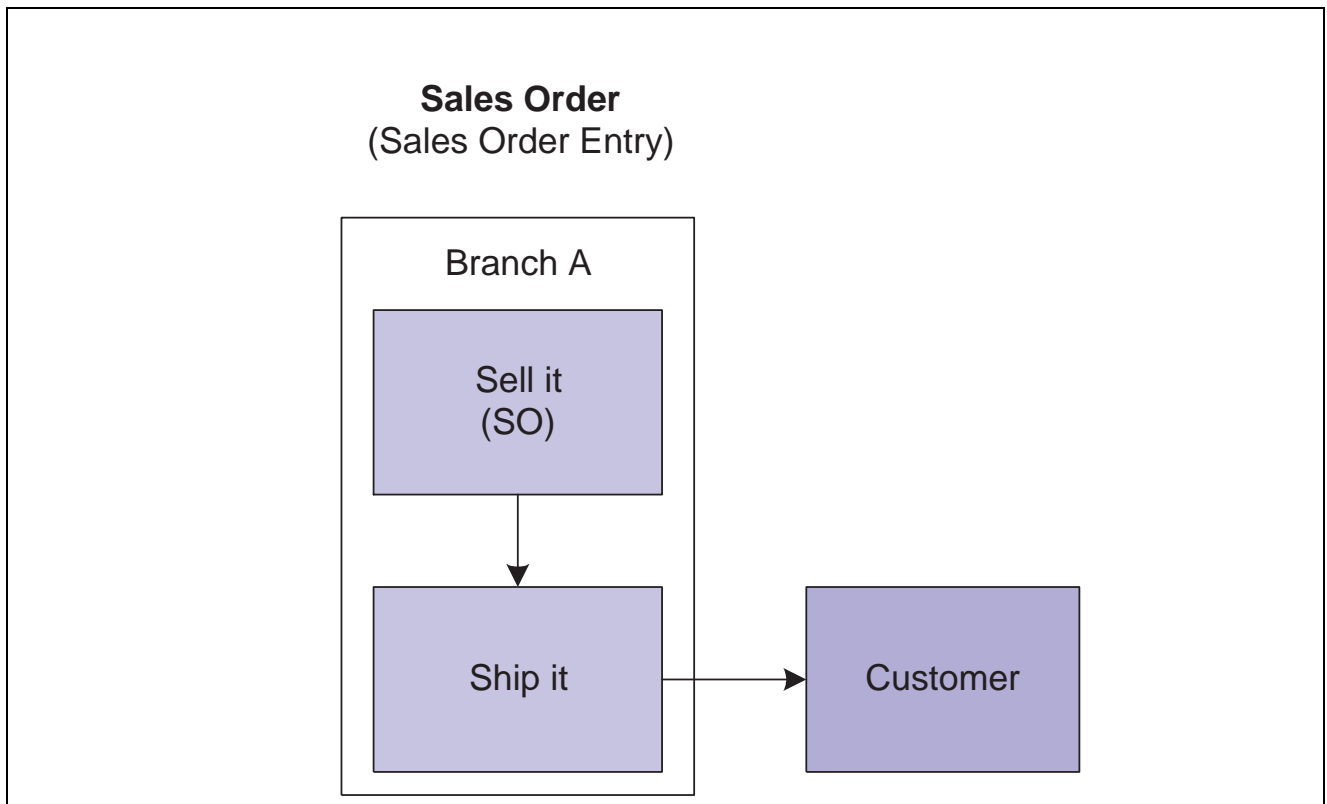 Sales Order
(Sales Order Entry)
Branch A
Sell it
(SO)
Ship it
Customer